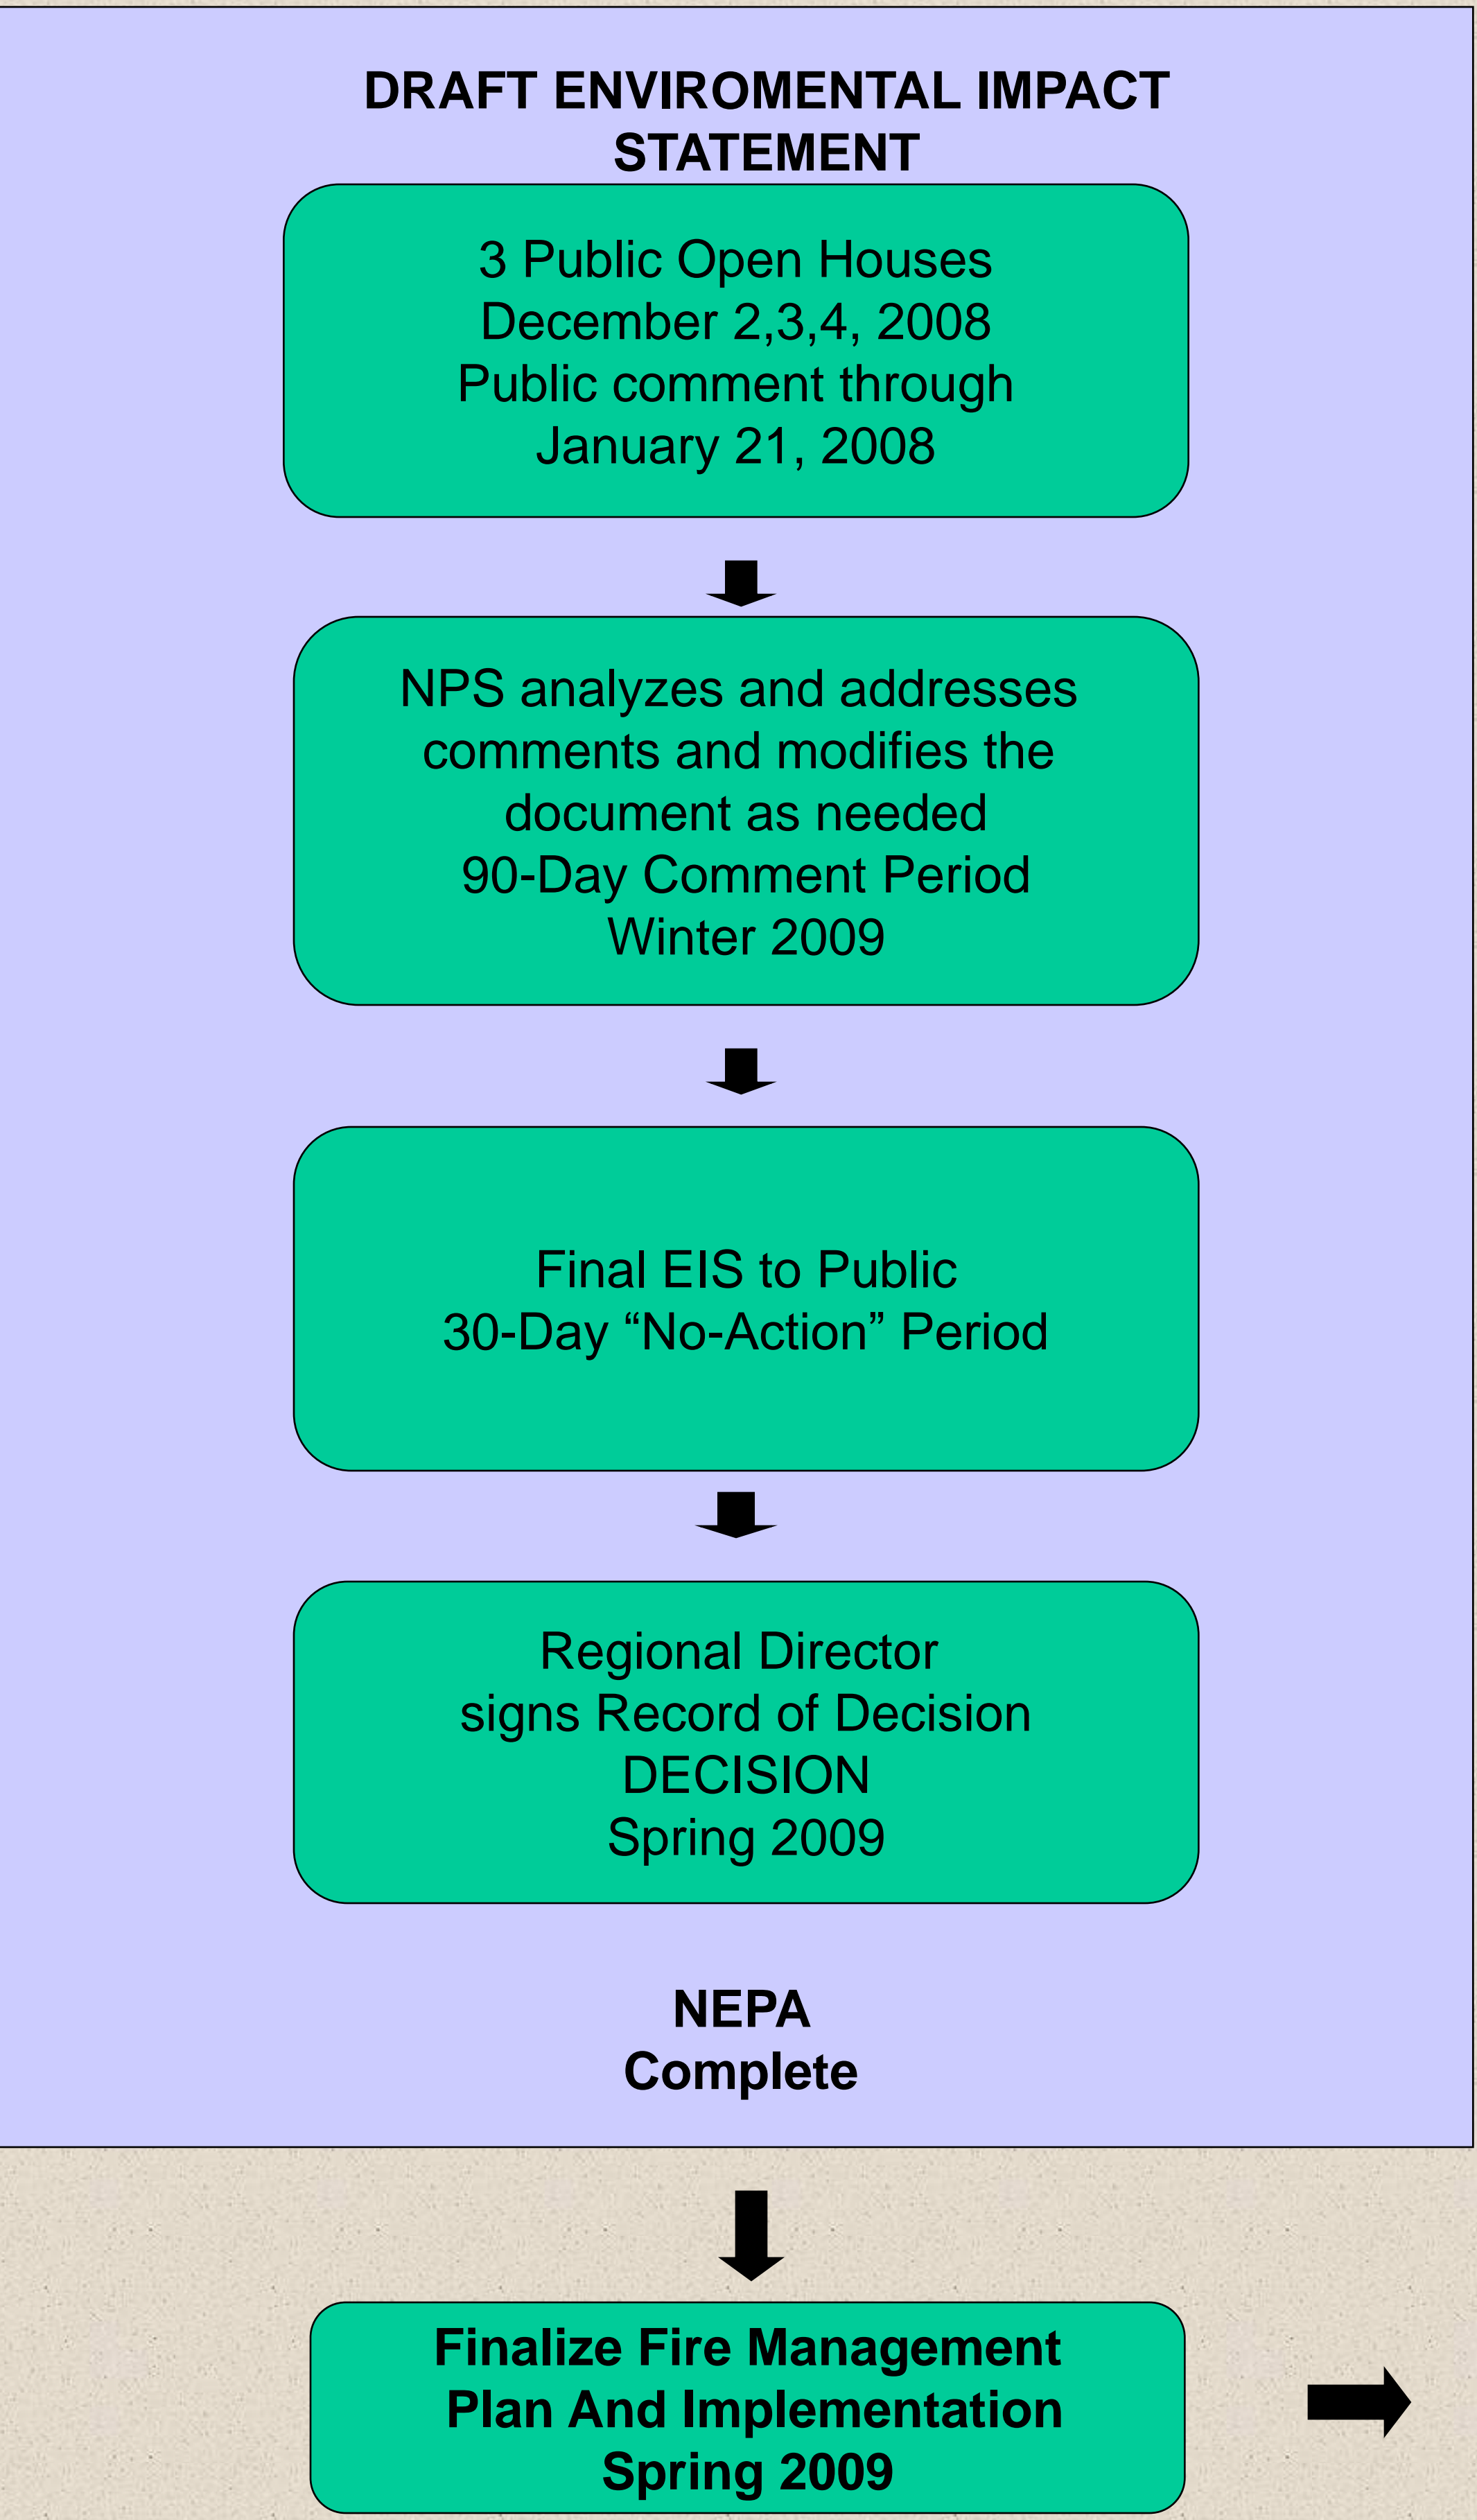 DRAFT ENVIROMENTAL IMPACT
STATEMENT
3 Public Open Houses
December 2,3,4, 2008
Public comment through
January 21, 2008
NPS analyzes and addresses
comments and modifies the
document as needed
90-Day Comment Period
Winter 2009
Final EIS to Public
30-Day “No-Action” Period
Regional Director
signs Record of Decision
DECISION
Spring 2009
NEPA
Complete
Finalize Fire Management
Plan And Implementation
Spring 2009